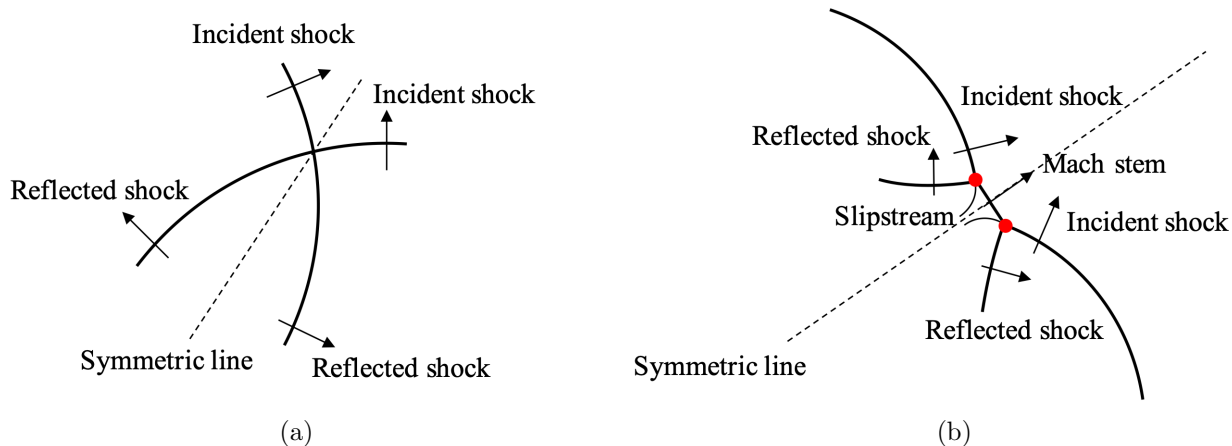 Incident shock
Incident shock
Reflected shock
Symmetric line
Reflected shock
(a)
Incident shock
Reflected shock
Mach stem
Slipstream
Incident shock
Reflected shock
Symmetric line
(b)